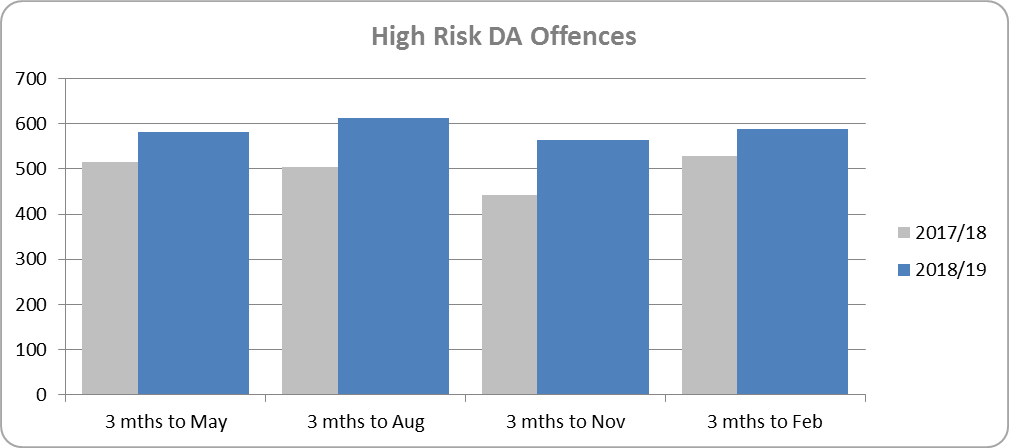 High Risk DA Offences
700
600
500
400
300
200
100
0
3 mths to May
3 mths to Aug
3 mths to Nov
3 mths to Feb
2017/18
2018/19